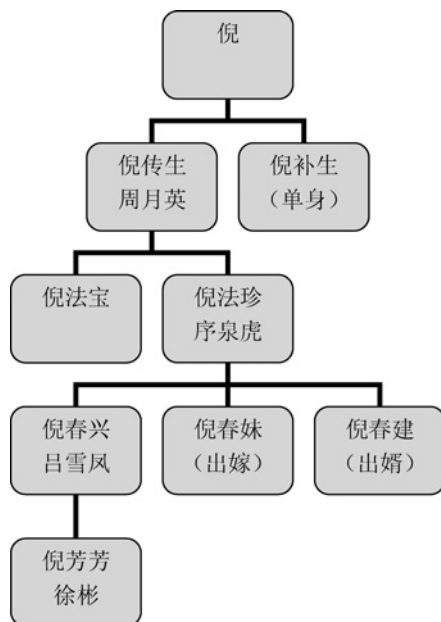 倪
倪传生
周月英
倪补生
（单身）
倪法宝
倪法珍
序泉虎
倪春兴
吕雪凤
倪春妹
（出嫁）
倪春建
（出婿）
倪芳芳
徐彬